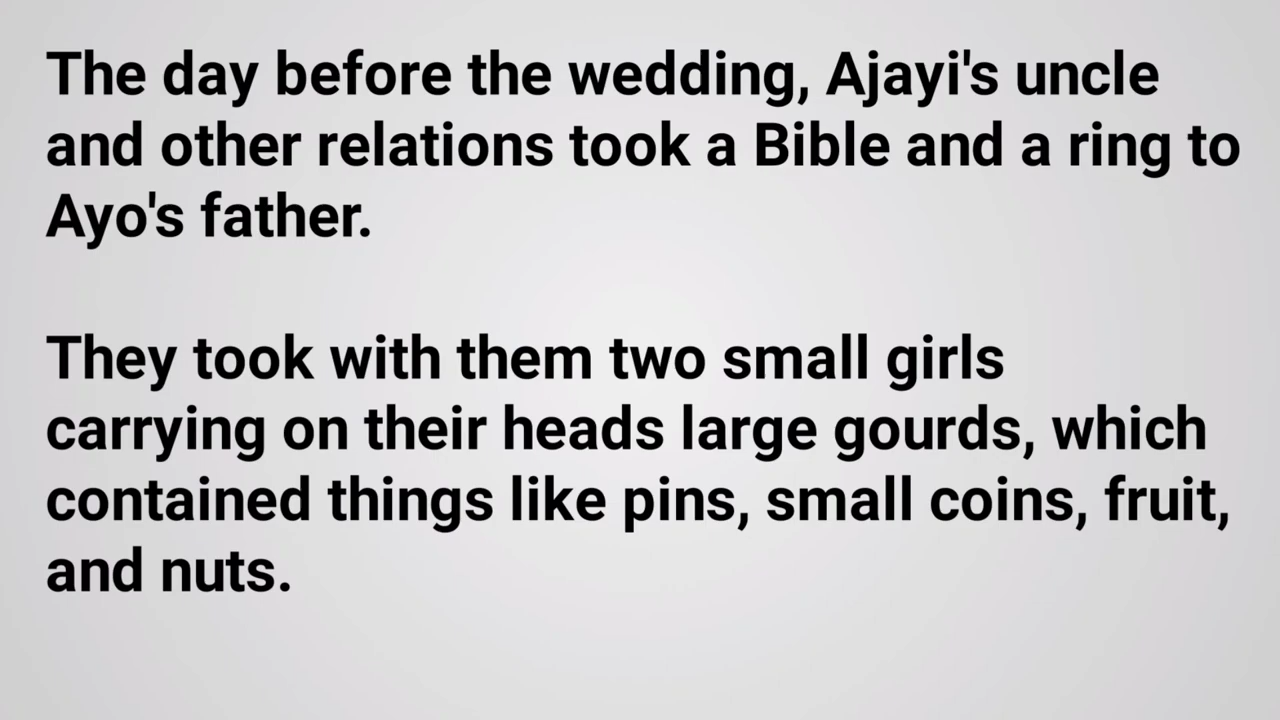 The day before the wedding, Ajayi's uncle
and other relations took a Bible and a ring to
Ayo's father.
They took with them two small girls
carrying on their heads large gourds, which
contained things like pins, small coins, fruit,
and nuts.